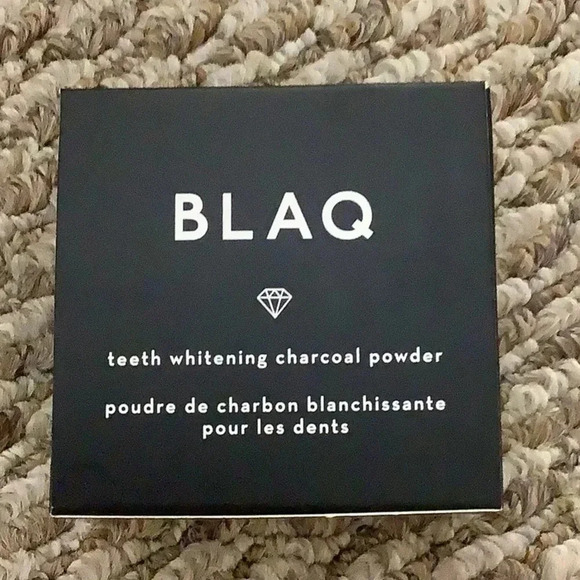 BLAQ
teeth whitening charcoal powder
poudre de charbon blanchissante
pour les dents